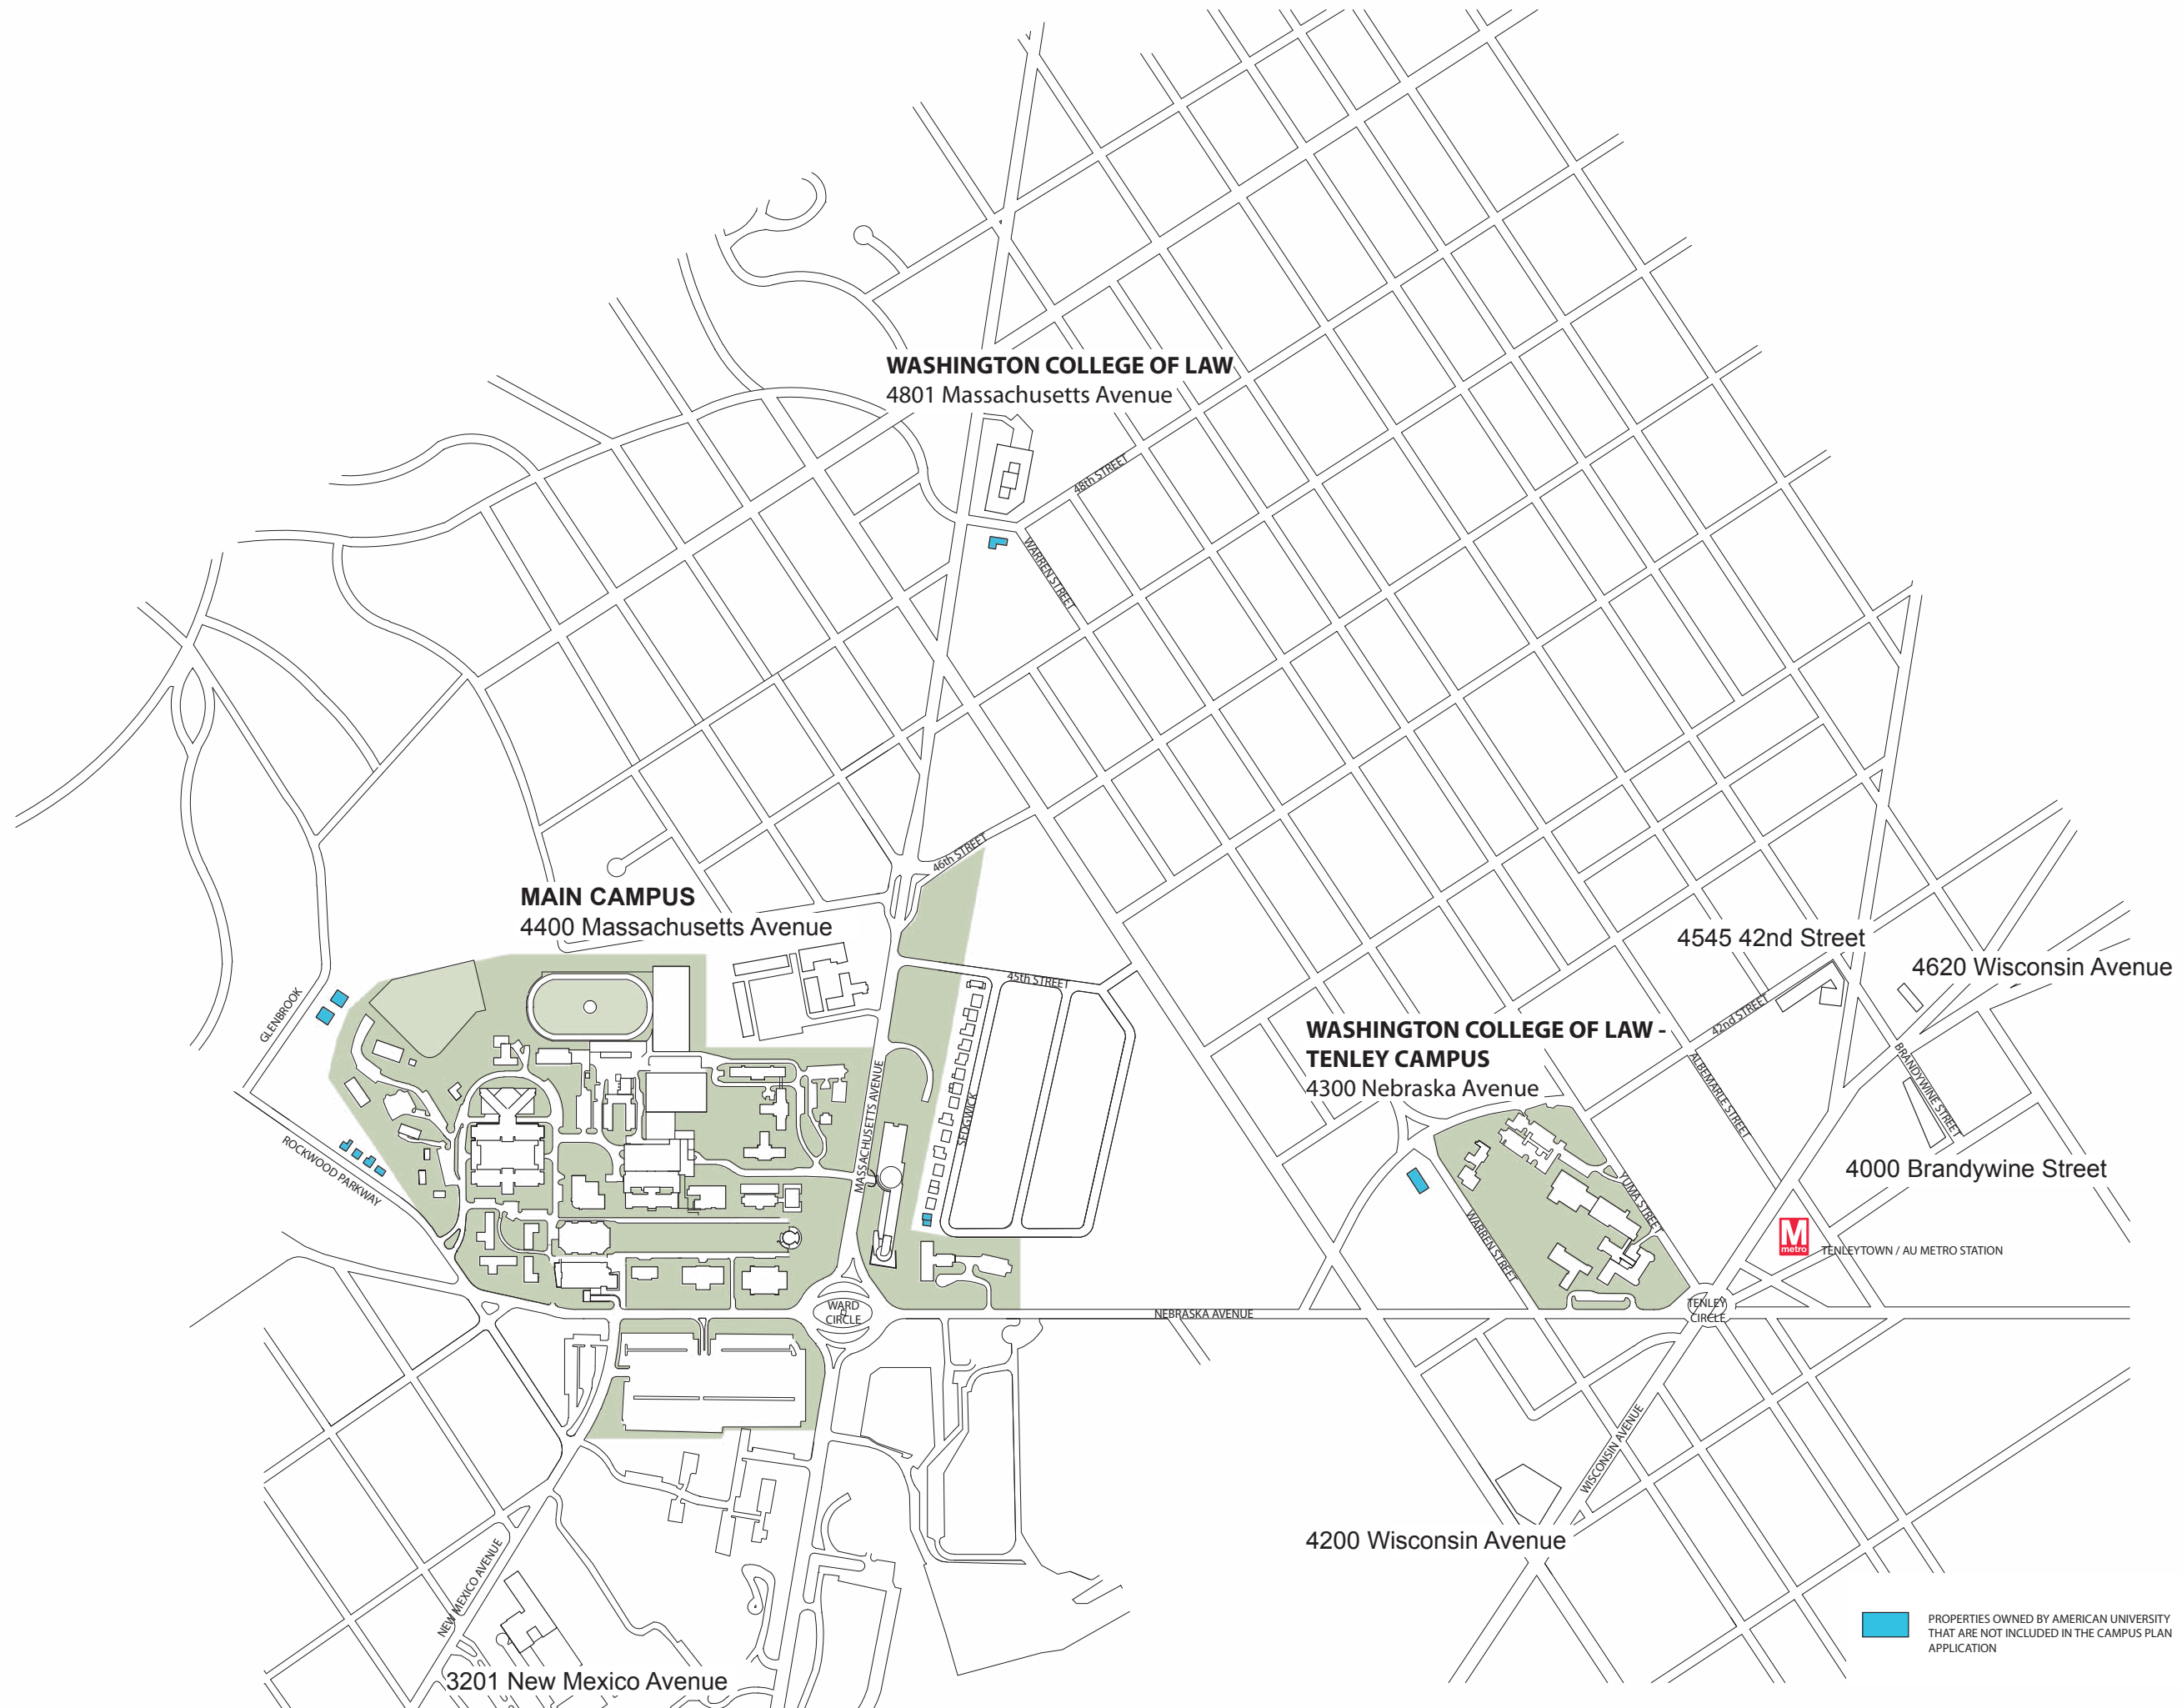 WASHINGTON COLLEGE OF LAW
4801 Massachusetts Avenue
48th STREET
WARREN STREET
46th STREET
MAIN CAMPUS
4400 Massachusetts Avenue
45th STREET
4545 42nd Street
4620 Wisconsin Avenue
GLENBROOK
42nd STREET
WASHINGTON COLLEGE OF LAW -
TENLEY CAMPUS
4300 Nebraska Avenue
ALBEMARLE STREET
BRANDYWINE STREET
MASSACHUSETTS AVENUE
SEDGWICK
ROCKWOOD PARKWAY
4000 Brandywine Street
YUMA STREET
WARREN STREET
M
metro
TENLEYTOWN / AU METRO STATION
WARD
CIRCLE
NEBRASKA AVENUE
TENLEY
CIRCLE
WISCONSIN AVENUE
4200 Wisconsin Avenue
NEW MEXICO AVENUE
3201 New Mexico Avenue
PROPERTIES OWNED BY AMERICAN UNIVERSITY
THAT ARE NOT INCLUDED IN THE CAMPUS PLAN
APPLICATION